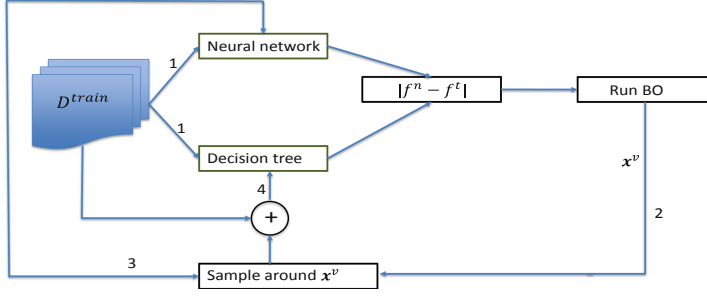 1
Neural network
D^{train}
|f^n − f^t|
Run BO
1
Decision tree
x^v
4
2
+
3
Sample around x^v